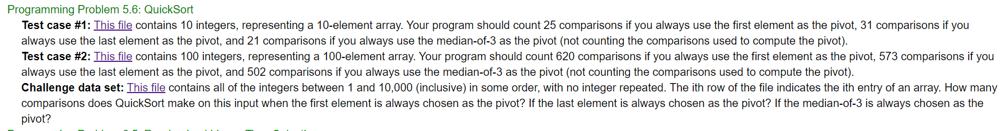 Programming Problem 5.6: QuickSort
Test case #1: This file contains 10 integers, representing a 10-element array. Your program should count 25 comparisons if you always use the first element as the pivot, 31 comparisons if you
always use the last element as the pivot, and 21 comparisons if you always use the median-of-3 as the pivot (not counting the comparisons used to compute the pivot).
Test case #2: This file contains 100 integers, representing a 100-element array. Your program should count 620 comparisons if you always use the first element as the pivot, 573 comparisons if you
always use the last element as the pivot, and 502 comparisons if you always use the median-of-3 as the pivot (not counting the comparisons used to compute the pivot).
Challenge data set: This file contains all of the integers between 1 and 10,000 (inclusive) in some order, with no integer repeated. The ith row of the file indicates the ith entry of an array. How many
comparisons does QuickSort make on this input when the first element is always chosen as the pivot? If the last element is always chosen as the pivot? If the median-of-3 is always chosen as the
pivot?